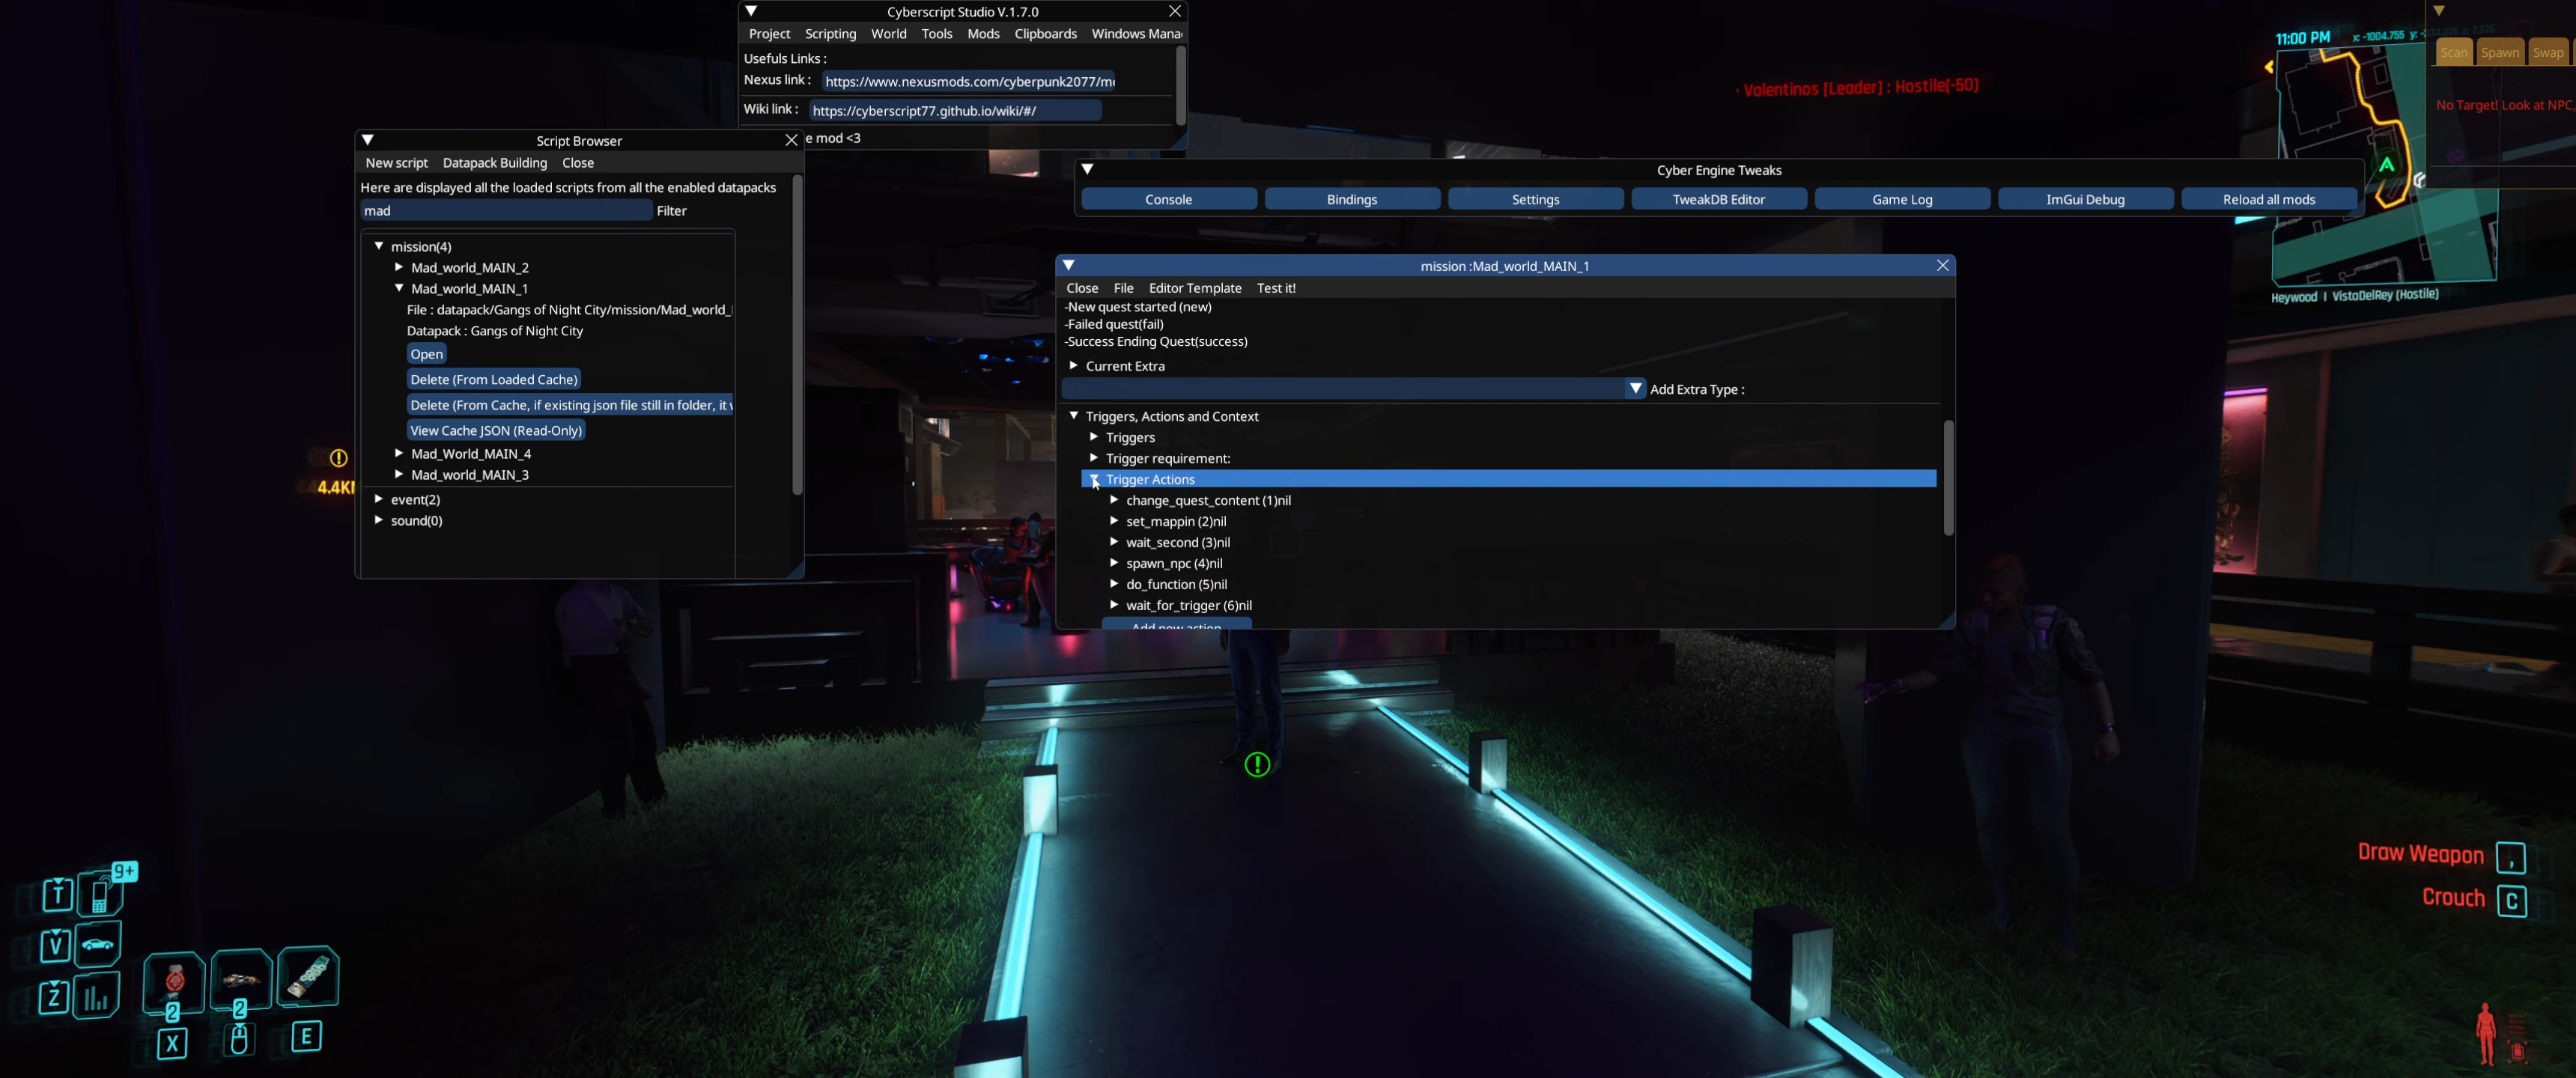 Cyberscript Studio V.1.7.0
Project Scripting World Tools Mods Clipboards Windows Mana
Usefuls Links :
Nexus link : https://www.nexusmods.com/cyberpunk2077/m
Wiki link : https://cyberscript77.github.io/wiki/#/
e mod <3
Script Browser
New script Datapack Building Close
Here are displayed all the loaded scripts from all the enabled datapacks
mad Filter
mission(4)
Mad_world_MAIN_2
Mad_world_MAIN_1
File : datapack/Gangs of Night City/mission/Mad_world_
Datapack : Gangs of Night City
Open
Delete (From Loaded Cache)
Delete (From Cache, if existing json file still in folder, it
View Cache JSON (Read-Only)
Mad_World_MAIN_4
Mad_world_MAIN_3
event(2)
sound(0)
4.4K
- Valentinos [Leader] : Hostile(-50)
Cyber Engine Tweaks
Console Bindings Settings TweakDB Editor Game Log ImGui Debug Reload all mods
mission :Mad_world_MAIN_1
Close File Editor Template Test it!
-New quest started (new)
-Failed quest(fail)
-Success Ending Quest(success)
Current Extra
Add Extra Type :
Triggers, Actions and Context
Triggers
Trigger requirement:
Trigger Actions
change_quest_content (1)nil
set_mappin (2)nil
wait_second (3)nil
spawn_npc (4)nil
do_function (5)nil
wait_for_trigger (6)nil
Add new action
11:00 PM x: -1004.755 y:
Scan Spawn Swap
No Target! Look at NPC,
Heywood | VistaDelRey (Hostile)
Draw Weapon ,
Crouch C
9+
T
V
Z
2 2
X E